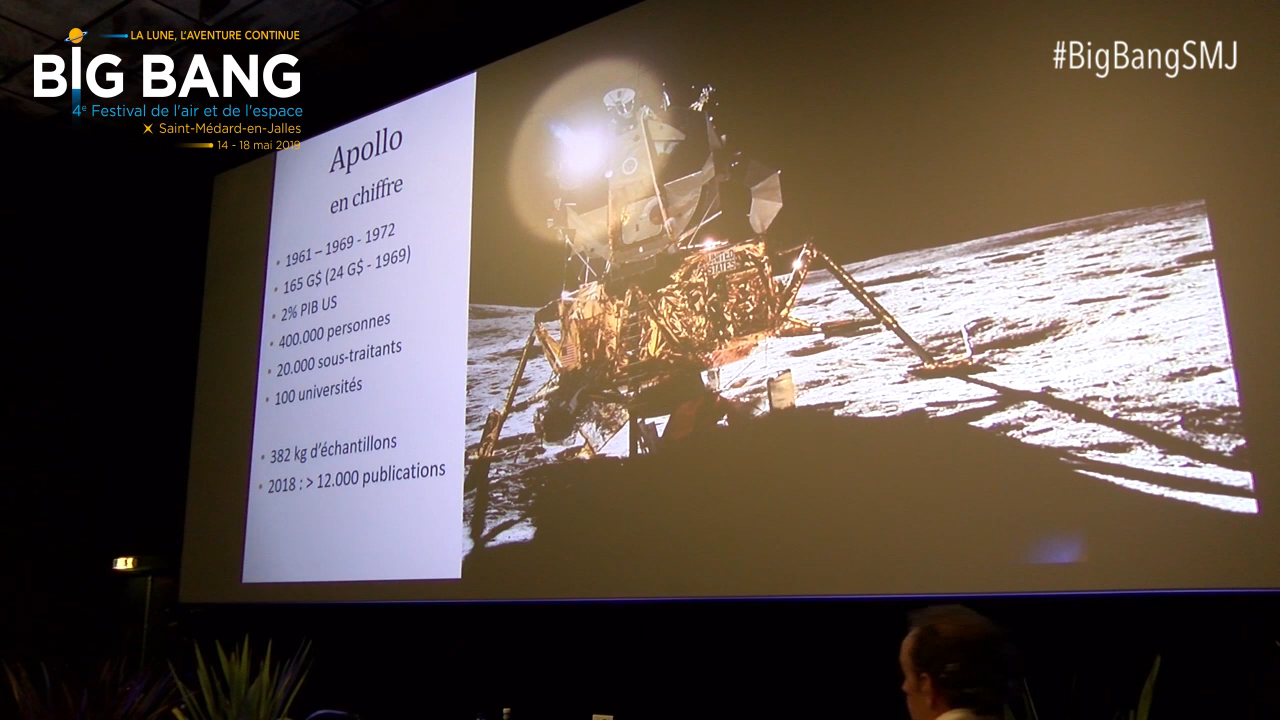 LA LUNE, L'AVENTURE CONTINUE
BIG BANG
4e Festival de l'air et de l'espace
Saint-Médard-en-Jalles
14 - 18 mai 2019
#BigBangSMJ
Apollo
en chiffre
• 1961 – 1969 - 1972
• 165 G$ (24 G$ - 1969)
• 2% PIB US
• 400.000 personnes
• 20.000 sous-traitants
• 100 universités
• 382 kg d'échantillons
• 2018 : > 12.000 publications
UNITED
STATES